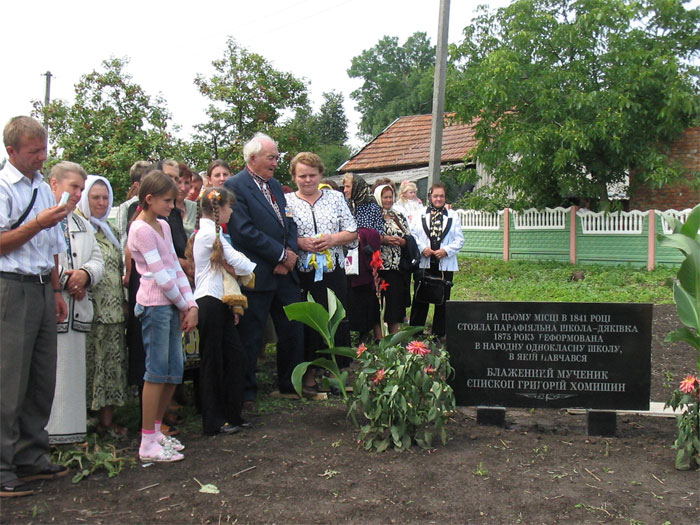 НА ЦЬОМУ МІСЦІ В 1841 РОЦІ
СТОЯЛА ПАРАФІЯЛЬНА ШКОЛА-ДЯКІВКА
1875 РОКУ РЕФОРМОВАНА
В НАРОДНУ ОДНОКЛАСНУ ШКОЛУ,
В ЯКІЙ НАВЧАВСЯ
БЛАЖЕННИЙ МУЧЕНИК
ЄПИСКОП ГРИГОРІЙ ХОМИШИН